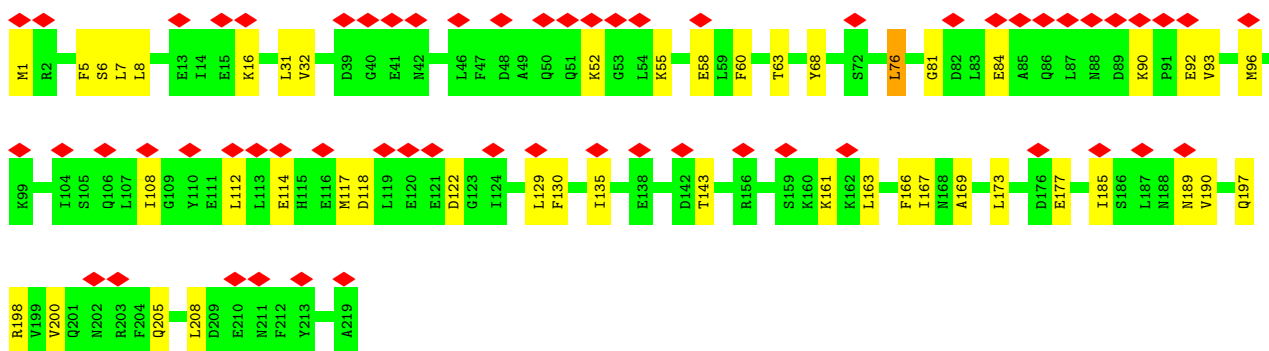 M1 R2 F5 S6 L7 L8 E13 I14 E15 K16 L31 V32 D39 G40 E41 N42 L46 F47 D48 A49 Q50 Q51 K52 G53 L54 K55 E58 L59 F60 T63 Y68 S72 L76 G81 D82 L83 E84 A85 Q86 L87 N88 D89 K90 P91 E92 V93 M96
K99 I104 S105 Q106 L107 I108 G109 Y110 E111 L112 L113 E114 H115 E116 M117 D118 L119 E120 E121 D122 G123 I124 L129 F130 I135 E138 D142 T143 R156 S159 K160 K161 K162 L163 F166 I167 N168 A169 L173 D176 E177 I185 S186 L187 N188 N189 V190 Q197
R198 V199 V200 Q201 N202 R203 F204 Q205 L208 D209 E210 N211 F212 Y213 A219